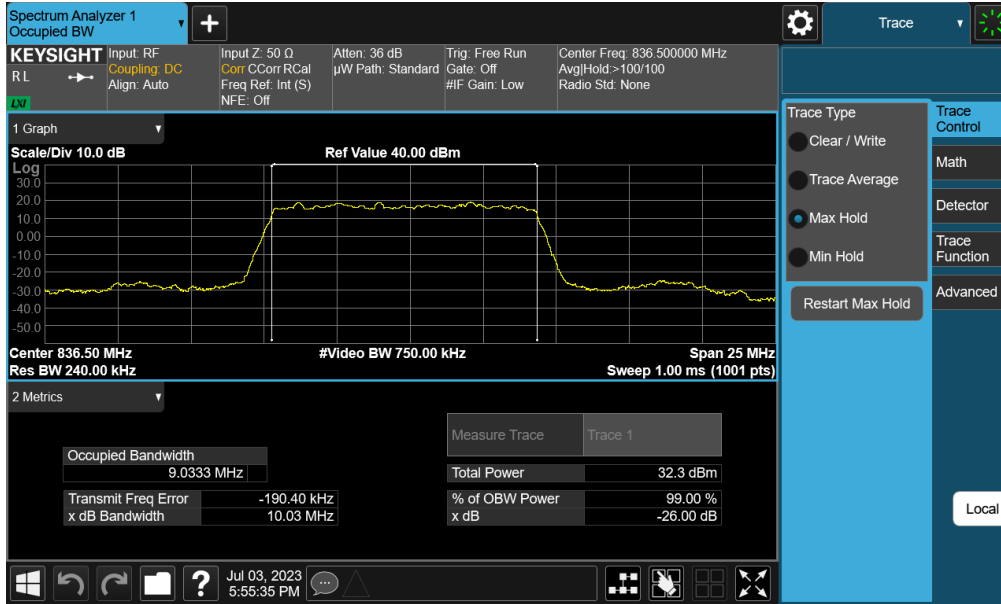 Spectrum Analyzer 1
Occupied BW
Trace
KEYSIGHT
RL
LXI
Input: RF
Coupling: DC
Align: Auto
Input Z: 50 Ω
Corr CCorr RCal
Freq Ref: Int (S)
NFE: Off
Atten: 36 dB
µW Path: Standard
Trig: Free Run
Gate: Off
#IF Gain: Low
Center Freq: 836.500000 MHz
Avg|Hold:>100/100
Radio Std: None
1 Graph
Scale/Div 10.0 dB
Ref Value 40.00 dBm
Log
30.0
20.0
10.0
0.00
-10.0
-20.0
-30.0
-40.0
-50.0
Center 836.50 MHz
#Video BW 750.00 kHz
Span 25 MHz
Res BW 240.00 kHz
Sweep 1.00 ms (1001 pts)
2 Metrics
Measure Trace
Trace 1
Occupied Bandwidth
9.0333 MHz
Total Power
32.3 dBm
Transmit Freq Error
-190.40 kHz
% of OBW Power
99.00 %
x dB Bandwidth
10.03 MHz
x dB
-26.00 dB
Trace Type
Clear / Write
Trace Average
Max Hold
Min Hold
Restart Max Hold
Trace
Control
Math
Detector
Trace
Function
Advanced
Local
?
Jul 03, 2023
5:55:35 PM